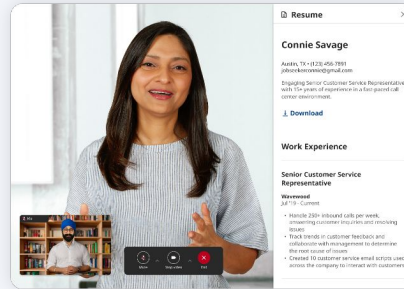 Resume
Connie Savage
Austin, TX • (123) 456-7891
jobseekerconnie@gmail.com
Engaging Senior Customer Service Representative
with 15+ years of experience in a fast-paced call
center environment.
Download
Work Experience
Senior Customer Service
Representative
Wavewood
Jul '19 - Current
• Handle 250+ inbound calls per week,
answering customer inquiries and resolving
issues
• Track trends in customer feedback and
collaborate with management to determine
the root cause of issues
• Created 10 customer service email scripts used
across the company to interact with customers
Me
Mute
Stop video